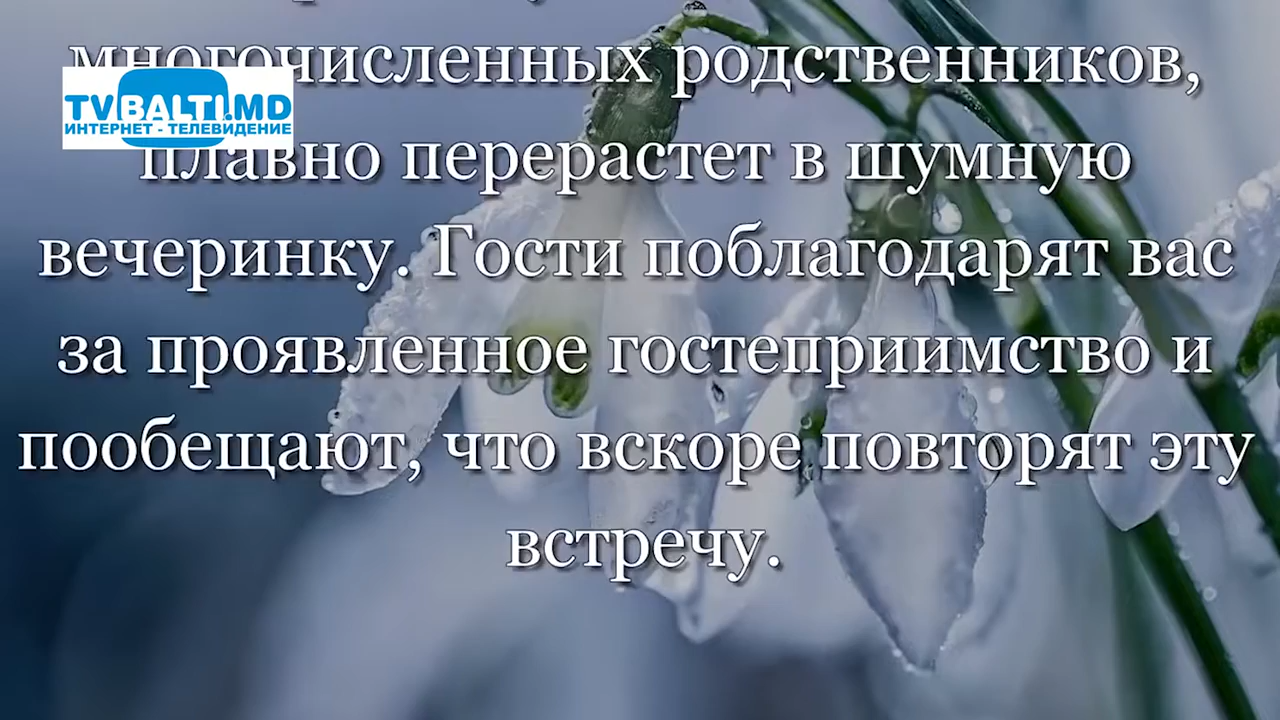 многочисленных родственников,
TVBALTI.MD
ИНТЕРНЕТ - ТЕЛЕВИДЕНИЕ
плавно перерастет в шумную
вечеринку. Гости поблагодарят вас
за проявленное гостеприимство и
пообещают, что вскоре повторят эту
встречу.